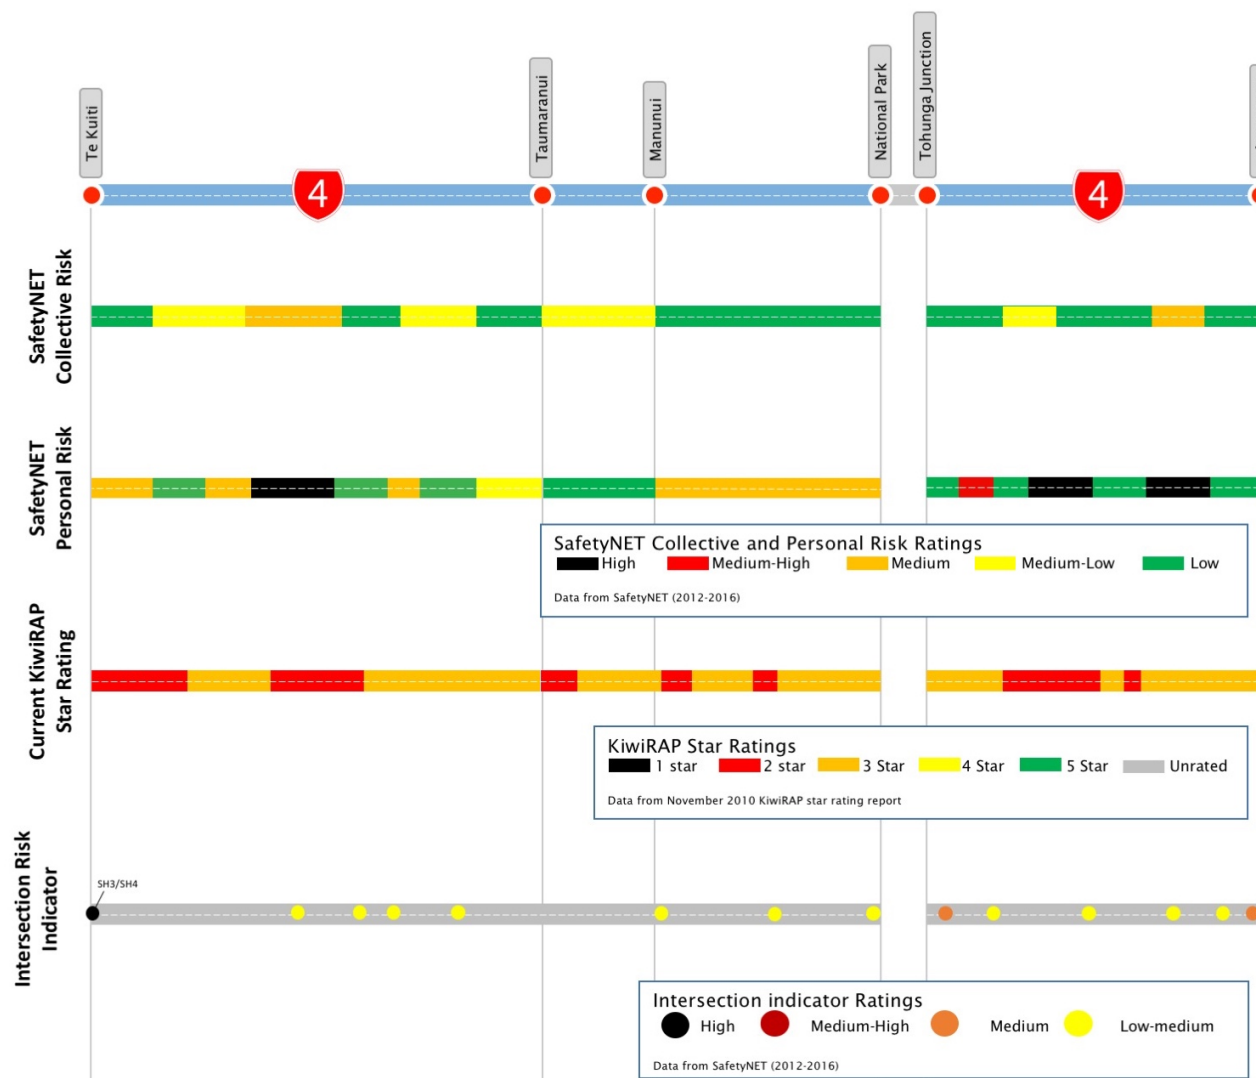 Te Kuiti
Taumaranui
Manunui
National Park
Tohunga Junction
4
4
SafetyNET
Collective Risk
SafetyNET
Personal Risk
SafetyNET Collective and Personal Risk Ratings
High
Medium-High
Medium
Medium-Low
Low
Data from SafetyNET (2012-2016)
Current KiwiRAP
Star Rating
KiwiRAP Star Ratings
1 star
2 star
3 Star
4 Star
5 Star
Unrated
Data from November 2010 KiwiRAP star rating report
Intersection Risk
Indicator
SH3/SH4
Intersection indicator Ratings
High
Medium-High
Medium
Low-medium
Data from SafetyNET (2012-2016)